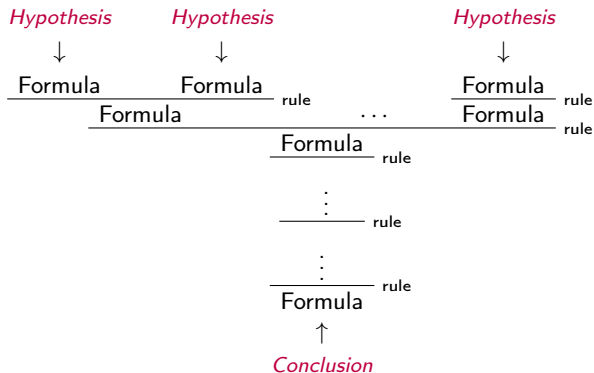 Hypothesis Hypothesis Hypothesis
↓ ↓ ↓
Formula Formula Formula
rule rule
Formula ... Formula
rule
Formula
rule
⋮
rule
⋮
rule
Formula
↑
Conclusion